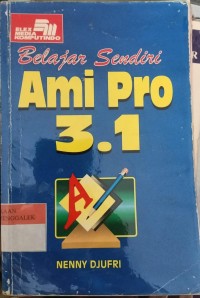 ELEX
MEDIA
KOMPUTINDO
Belajar Sendiri
Ami Pro
3.1
A
NENNY DJUFRI